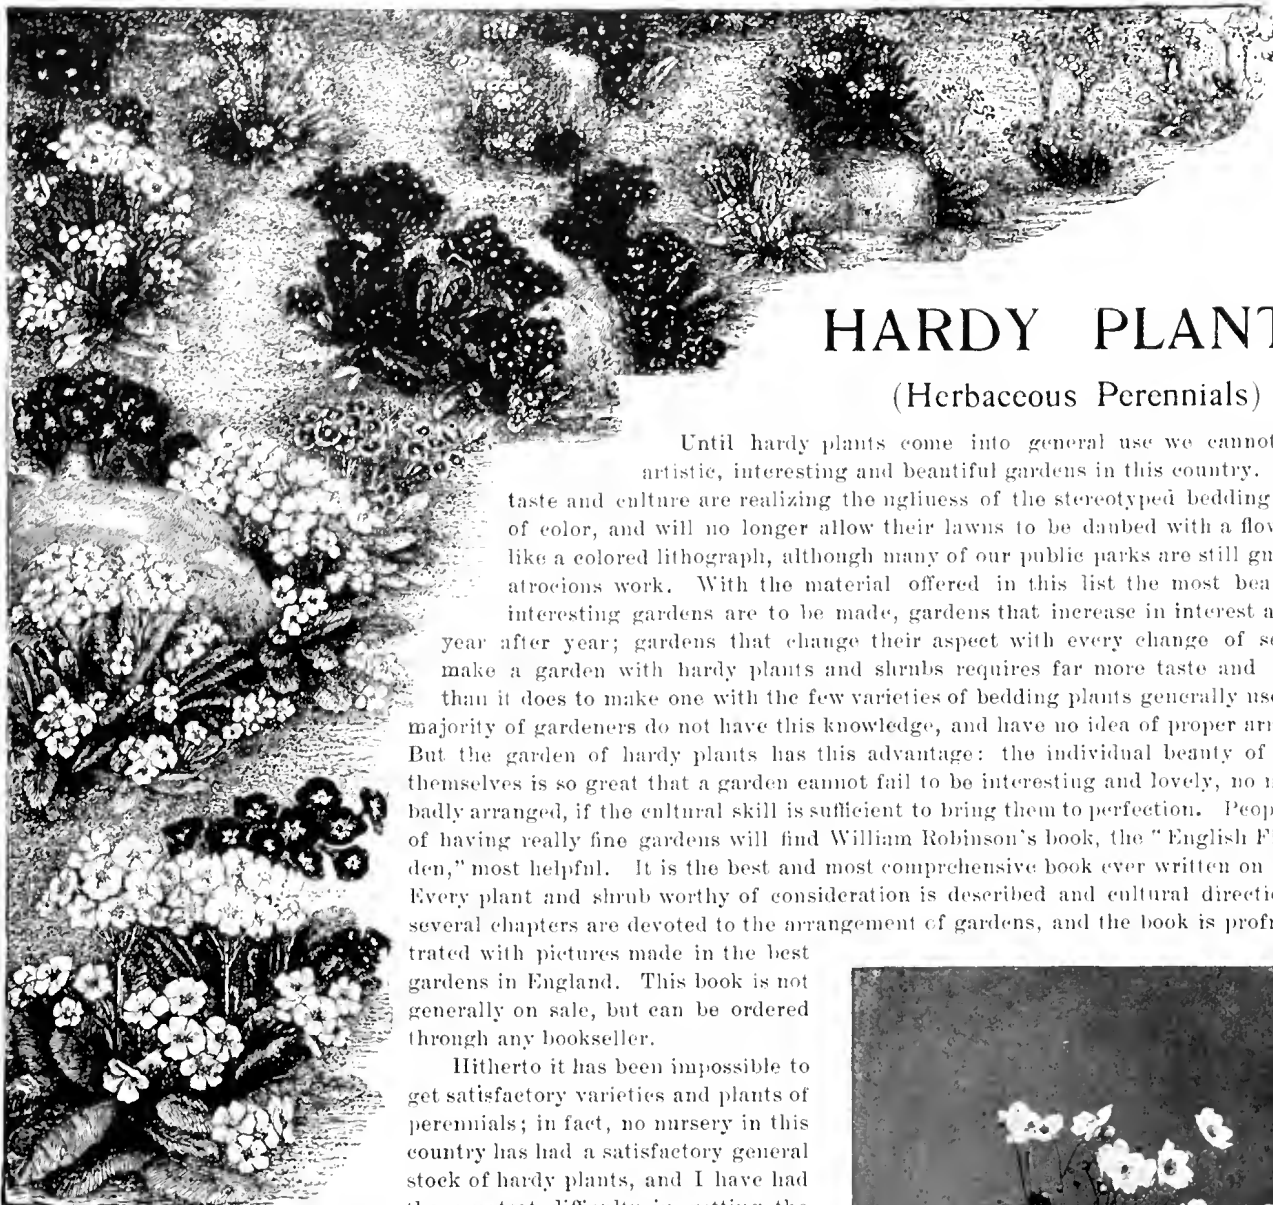 HARDY PLANT
(Herbaceous Perennials)
Until hardy plants come into general use we cannot
artistic, interesting and beautiful gardens in this country.
taste and culture are realizing the ugliness of the stereotyped bedding
of color, and will no longer allow their lawns to be daubed with a flo
like a colored lithograph, although many of our public parks are still gu
atrocious work. With the material offered in this list the most bea
interesting gardens are to be made, gardens that increase in interest a
year after year; gardens that change their aspect with every change of se
make a garden with hardy plants and shrubs requires far more taste and
than it does to make one with the few varieties of bedding plants generally use
majority of gardeners do not have this knowledge, and have no idea of proper arr
But the garden of hardy plants has this advantage: the individual beauty of
themselves is so great that a garden cannot fail to be interesting and lovely, no
badly arranged, if the cultural skill is sufficient to bring them to perfection. Peop
of having really fine gardens will find William Robinson's book, the "English F
den," most helpful. It is the best and most comprehensive book ever written on
Every plant and shrub worthy of consideration is described and cultural directi
several chapters are devoted to the arrangement of gardens, and the book is prof
trated with pictures made in the best
gardens in England. This book is not
generally on sale, but can be ordered
through any bookseller.
Hitherto it has been impossible to
get satisfactory varieties and plants of
perennials; in fact, no nursery in this
country has had a satisfactory general
stock of hardy plants, and I have had